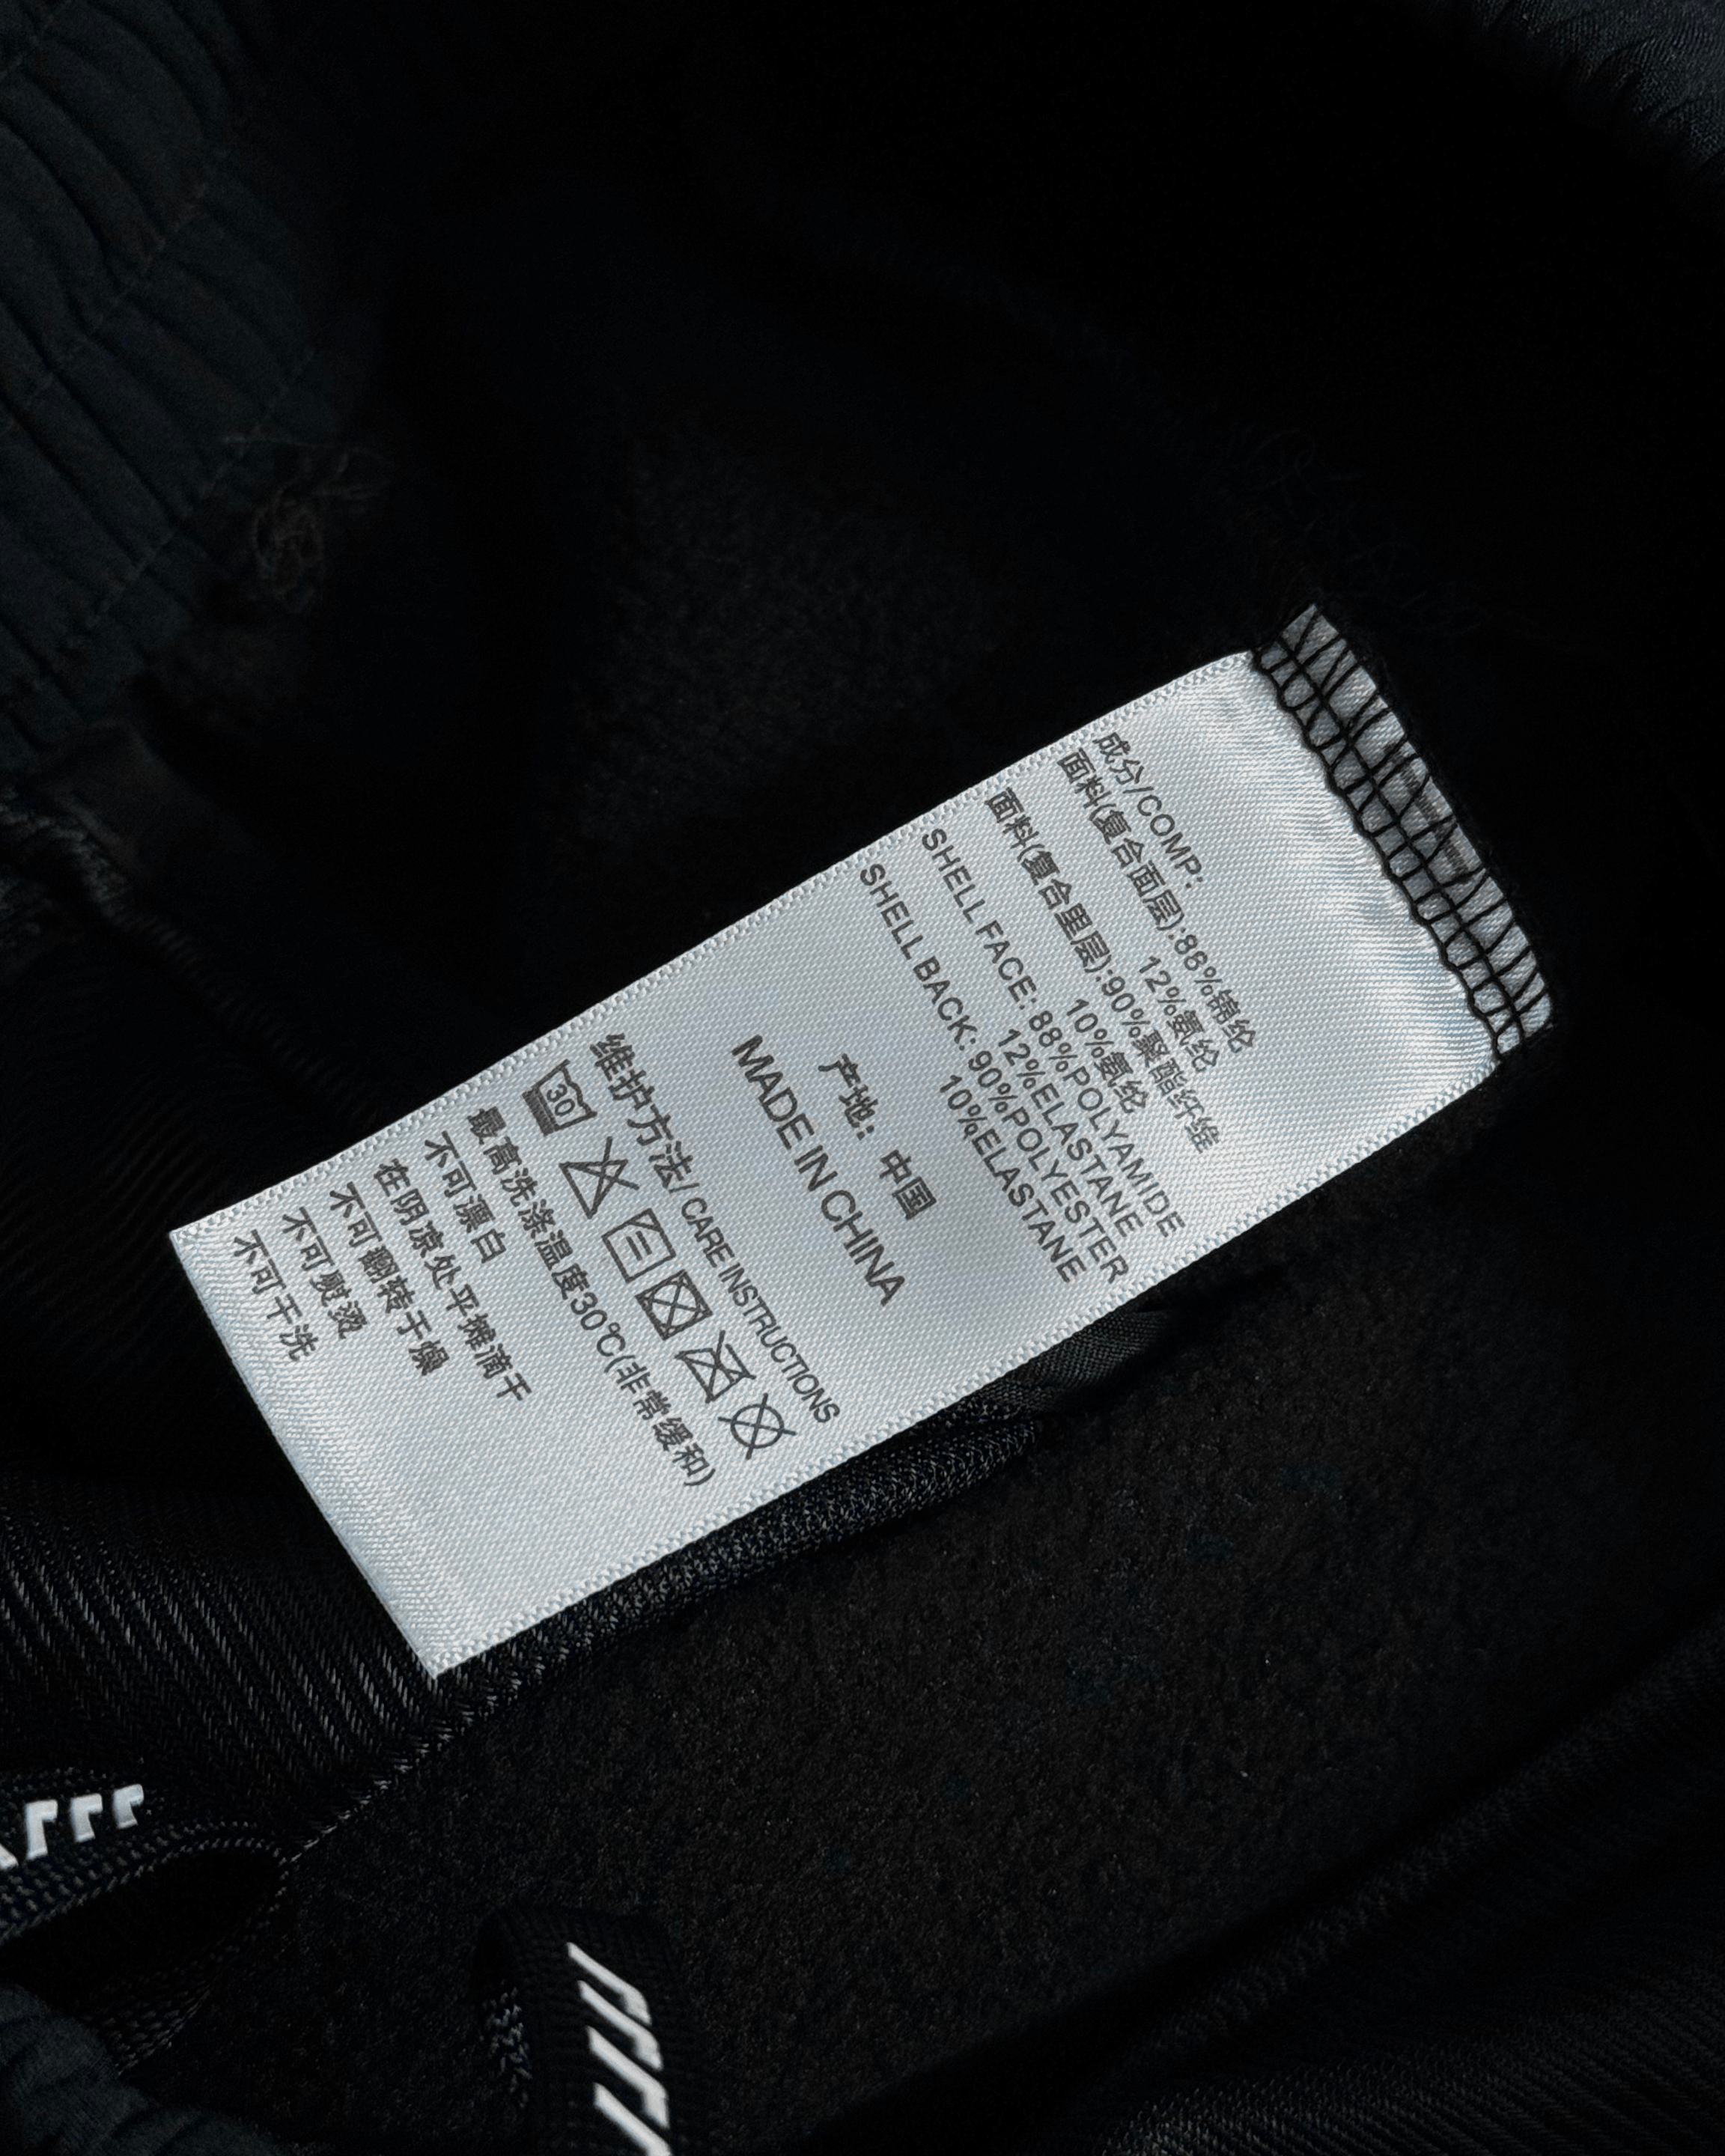 成分/COMP:
面料(复合面层):88%锦纶
12%氨纶
面料(复合里层):90%聚酯纤维
10%氨纶
SHELL FACE: 88%POLYAMIDE
12%ELASTANE
SHELL BACK: 90%POLYESTER
10%ELASTANE
产地: 中国
MADE IN CHINA
维护方法/ CARE INSTRUCTIONS
30
最高洗涤温度30℃(非常缓和)
不可漂白
在阴凉处平摊滴干
不可翻转干燥
不可熨烫
不可干洗